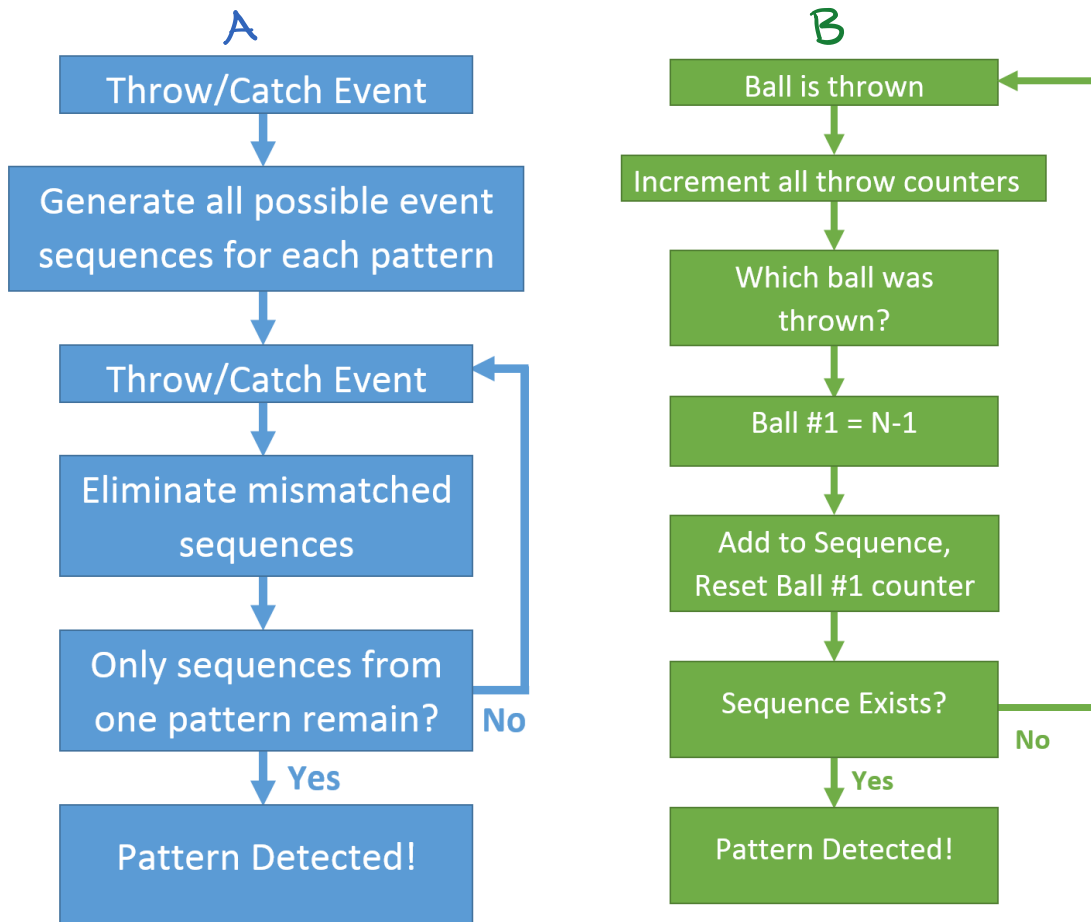 A
Throw/Catch Event
Generate all possible event
sequences for each pattern
Throw/Catch Event
Eliminate mismatched
sequences
Only sequences from
one pattern remain?
No
Yes
Pattern Detected!
B
Ball is thrown
Increment all throw counters
Which ball was
thrown?
Ball #1 = N-1
Add to Sequence,
Reset Ball #1 counter
Sequence Exists?
No
Yes
Pattern Detected!